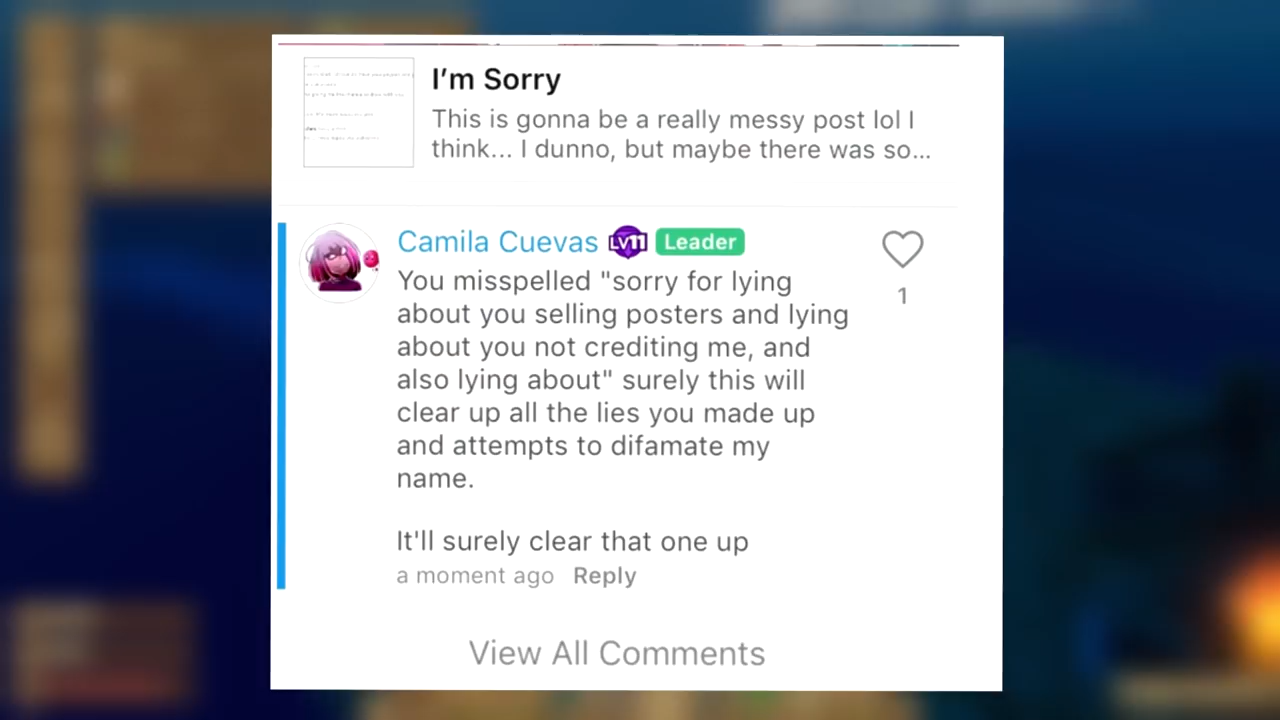 I'm Sorry
This is gonna be a really messy post lol I
think... I dunno, but maybe there was so...
Camila Cuevas LV11 Leader
You misspelled "sorry for lying
about you selling posters and lying
about you not crediting me, and
also lying about" surely this will
clear up all the lies you made up
and attempts to difamate my
name.
It'll surely clear that one up
a moment ago Reply
1
View All Comments